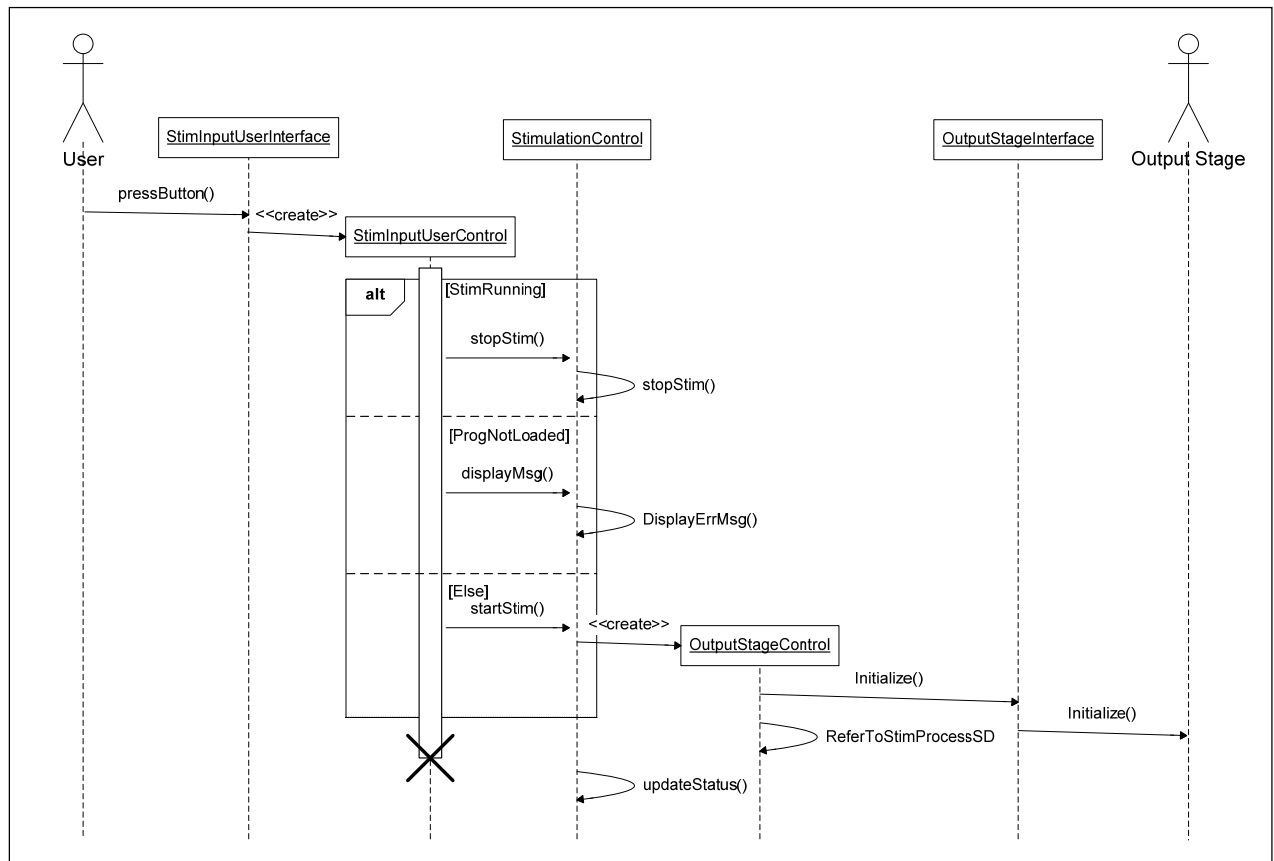 User
StimInputUserInterface
StimulationControl
OutputStageInterface
Output Stage
pressButton()
<<create>>
StimInputUserControl
alt
[StimRunning]
stopStim()
stopStim()
[ProgNotLoaded]
displayMsg()
DisplayErrMsg()
[Else]
startStim()
<<create>>
OutputStageControl
Initialize()
Initialize()
ReferToStimProcessSD
updateStatus()